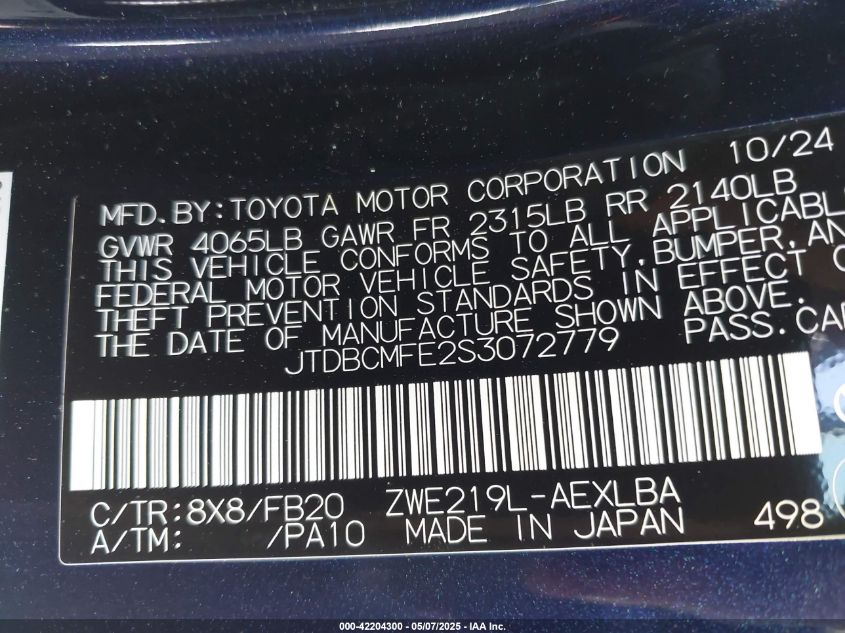 MFD. BY: TOYOTA MOTOR CORPORATION 10/24
GVWR 4065LB GAWR FR 2315LB RR 2140LB
THIS VEHICLE CONFORMS TO ALL APPLICABL
FEDERAL MOTOR VEHICLE SAFETY, BUMPER, AN
THEFT PREVENTION STANDARDS IN EFFECT O
THE DATE OF MANUFACTURE SHOWN ABOVE.
JTDBCMFE2S3072779 PASS. CA
C/TR: 8X8/FB20 ZWE219L-AEXLBA
A/TM: /PA10 MADE IN JAPAN 498
000-42204300 - 05/07/2025 - IAA Inc.